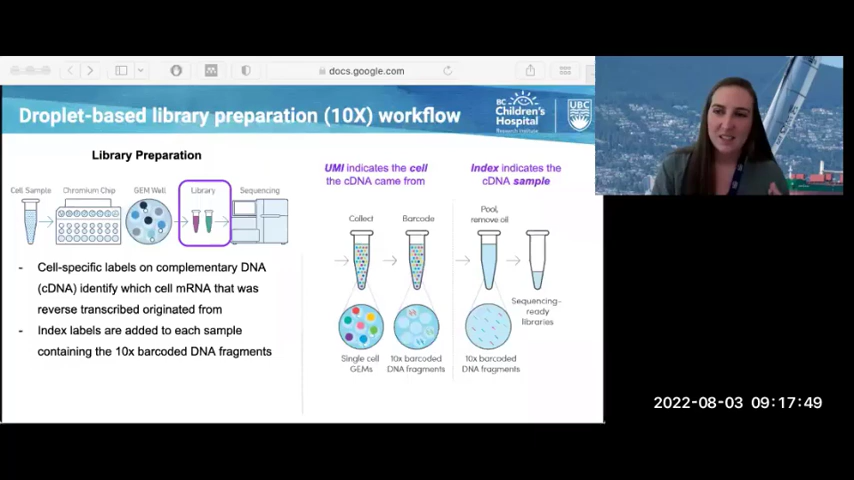 docs.google.com
Droplet-based library preparation (10X) workflow
BC
Children's
Hospital
Research Institute
UBC
Library Preparation
Cell Sample
Chromium Chip
GEM Well
Library
Sequencing
- Cell-specific labels on complementary DNA
(cDNA) identify which cell mRNA that was
reverse transcribed originated from
- Index labels are added to each sample
containing the 10x barcoded DNA fragments
UMI indicates the cell
the cDNA came from
Index indicates the
cDNA sample
Collect
Barcode
Pool,
remove oil
Sequencing-
ready
libraries
Single cell
GEMs
10x barcoded
DNA fragments
10x barcoded
DNA fragments
2022-08-03 09:17:49